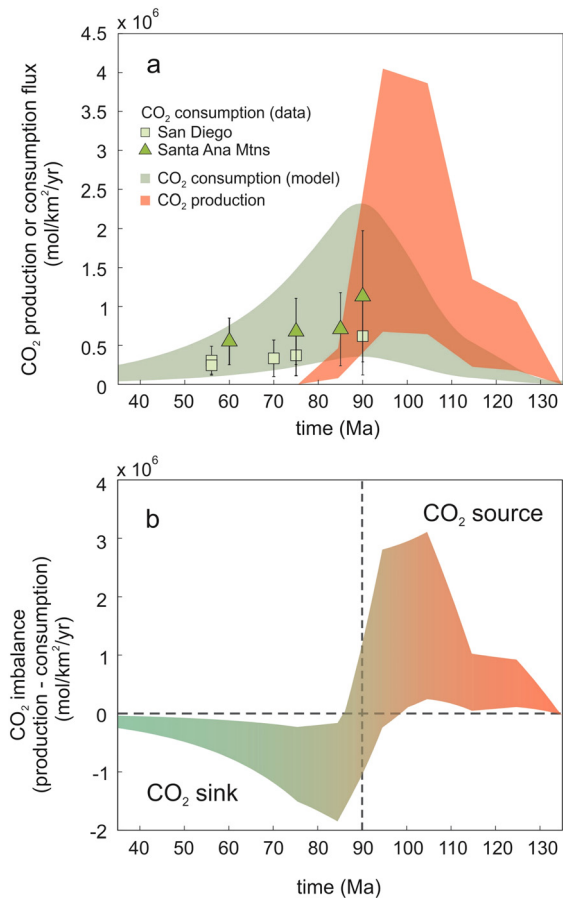 x 10⁶
4.5
4
3.5
3
2.5
2
1.5
1
0.5
0
CO₂ production or consumption flux
(mol/km²/yr)
a
CO₂ consumption (data)
San Diego
Santa Ana Mtns
CO₂ consumption (model)
CO₂ production
40 50 60 70 80 90 100 110 120 130
time (Ma)
x 10⁶
4
3
2
1
0
-1
-2
CO₂ imbalance
(production - consumption)
(mol/km²/yr)
b
CO₂ source
CO₂ sink
40 50 60 70 80 90 100 110 120 130
time (Ma)